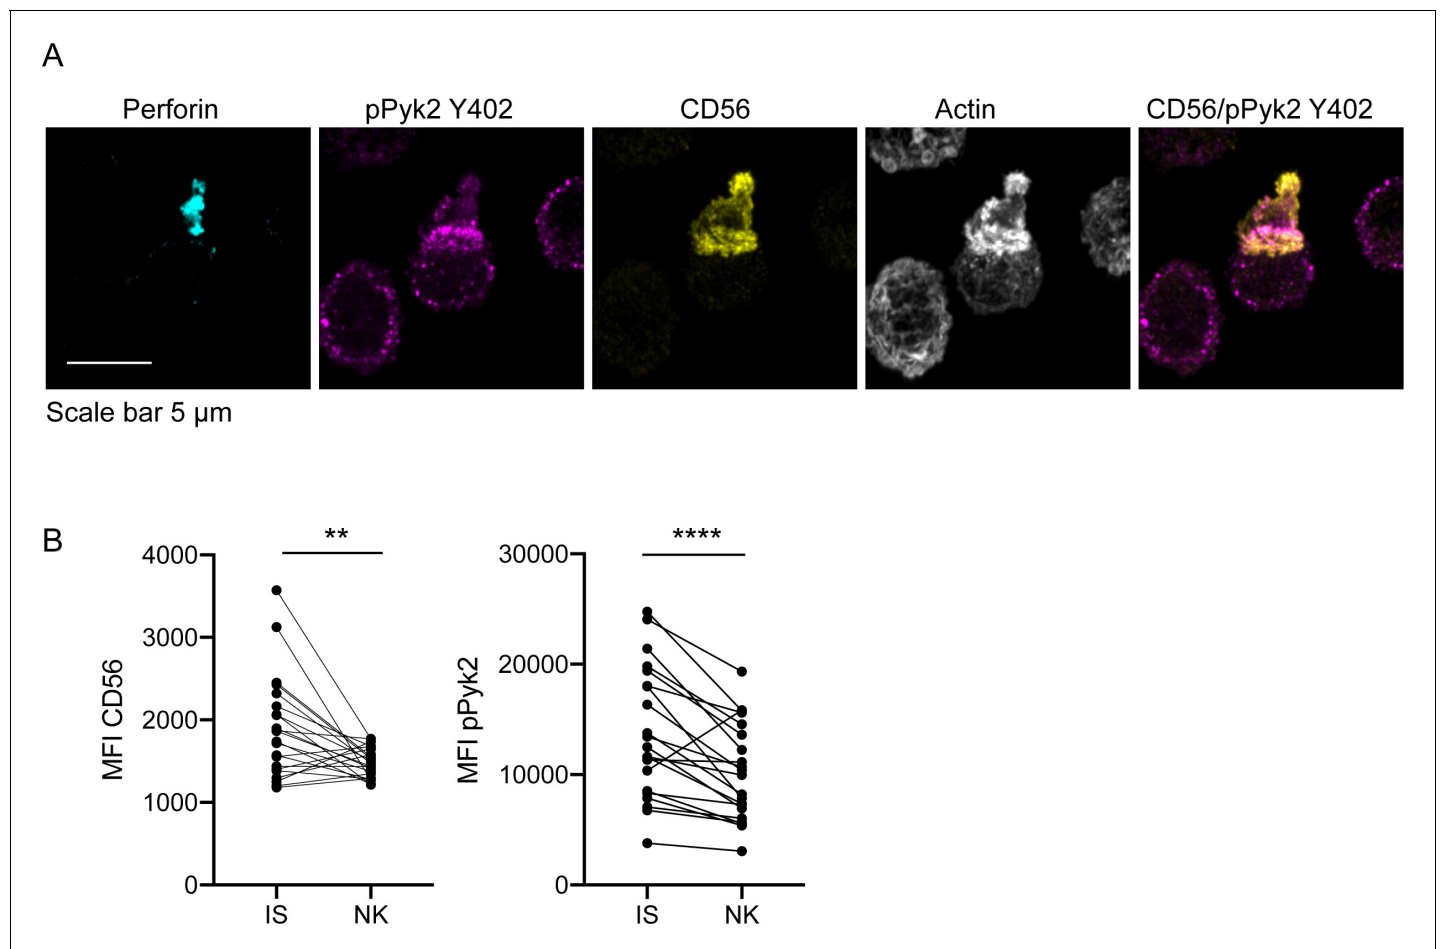 A
Perforin pPyk2 Y402 CD56 Actin CD56/pPyk2 Y402
Scale bar 5 µm
B
** ****
4000 30000
3000
20000
2000
10000
1000
0 0
MFI CD56
MFI pPyk2
IS NK IS NK